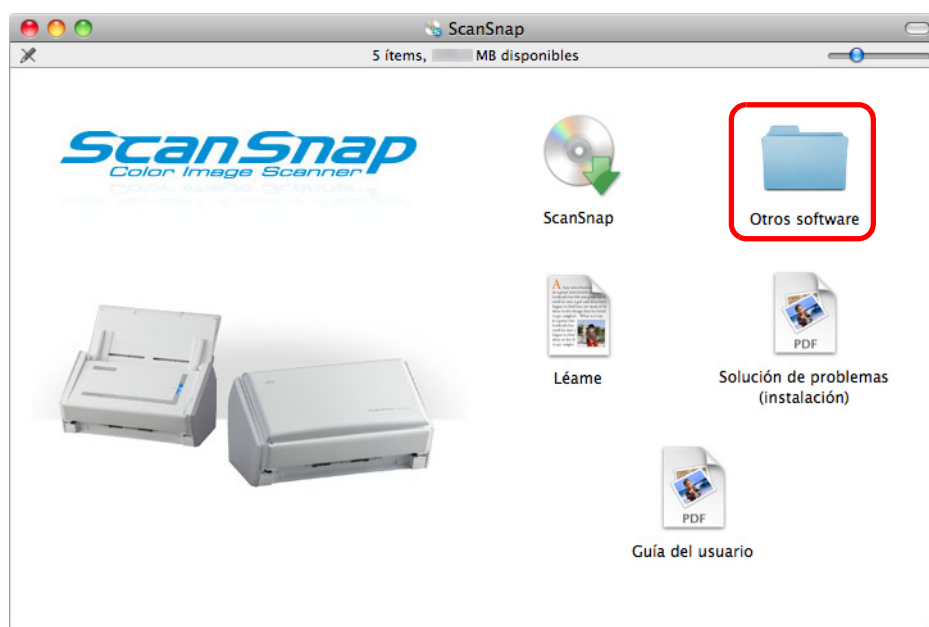 ScanSnap
5 ítems, MB disponibles
ScanSnap
Color Image Scanner
ScanSnap
Otros software
PDF
Léame
Solución de problemas
(instalación)
PDF
Guía del usuario